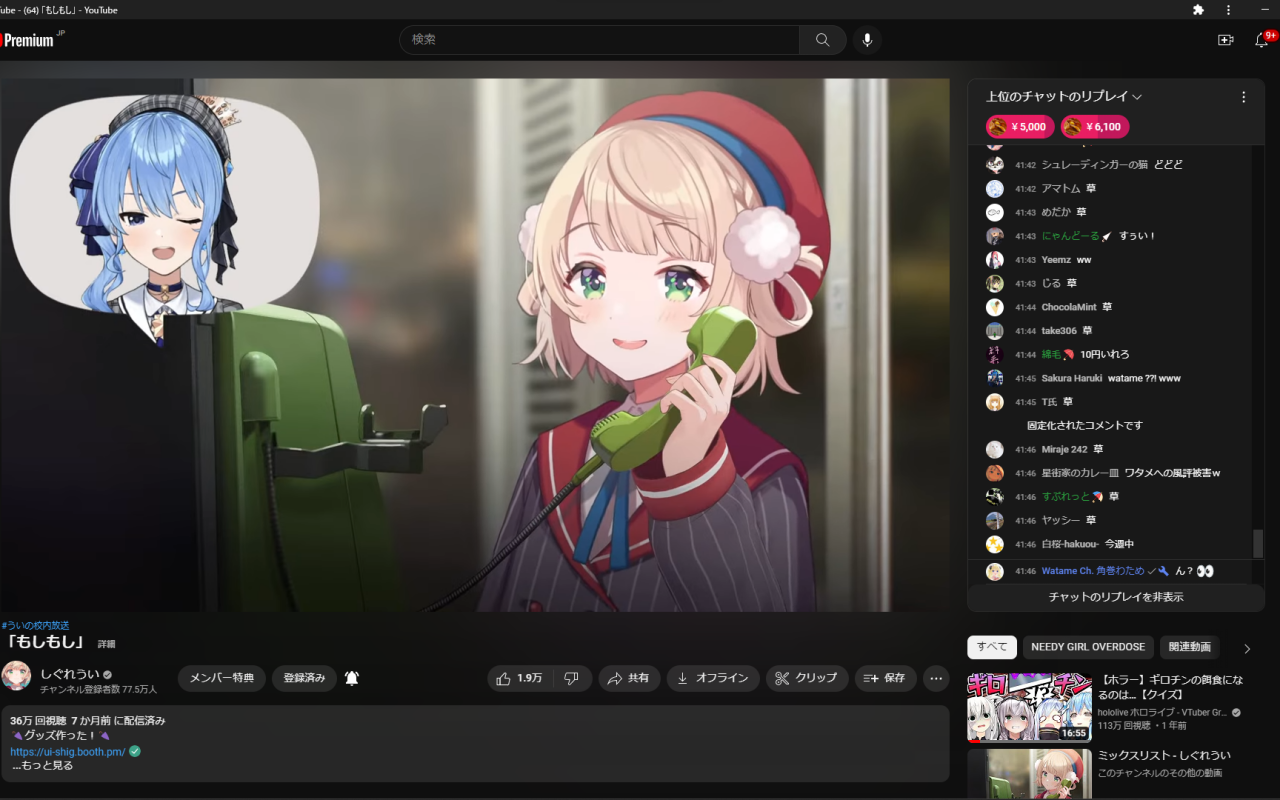 ube - (64)「もしもし」 - YouTube
Premium JP
検索
9+
上位のチャットのリプレイ
¥ 5,000 ¥ 6,100
41:42 シュレーディンガーの猫 どどど
41:42 アマトム 草
41:43 めだか 草
41:43 にゃんどーる すぅい！
41:43 Yeemz ww
41:43 じる 草
41:44 ChocolaMint 草
41:44 take306 草
41:44 綿毛 10円いれろ
41:45 Sakura Haruki watame ??! www
41:45 T氏 草
固定化されたコメントです
41:46 Miraje 242 草
41:46 星街家のカレー皿 ワタメへの風評被害w
41:46 すぷれっと 草
41:46 ヤッシー 草
41:46 白桜-hakuou- 今週中
41:46 Watame Ch. 角巻わため ん？
チャットのリプレイを非表示
#ういの校内放送
「もしもし」 詳細
しぐれうい
チャンネル登録者数 77.5万人
メンバー特典
登録済み
1.9万
共有
オフライン
クリップ
保存
36万 回視聴 7 か月前 に配信済み
グッズ作った！
https://ui-shig.booth.pm/
...もっと見る
すべて
NEEDY GIRL OVERDOSE
関連動画
ギロチン
16:55
【ホラー】ギロチンの餌食にな
るのは...【クイズ】
hololive ホロライブ - VTuber Gr...
113万 回視聴・1 年前
ミックスリスト - しぐれうい
このチャンネルのその他の動画